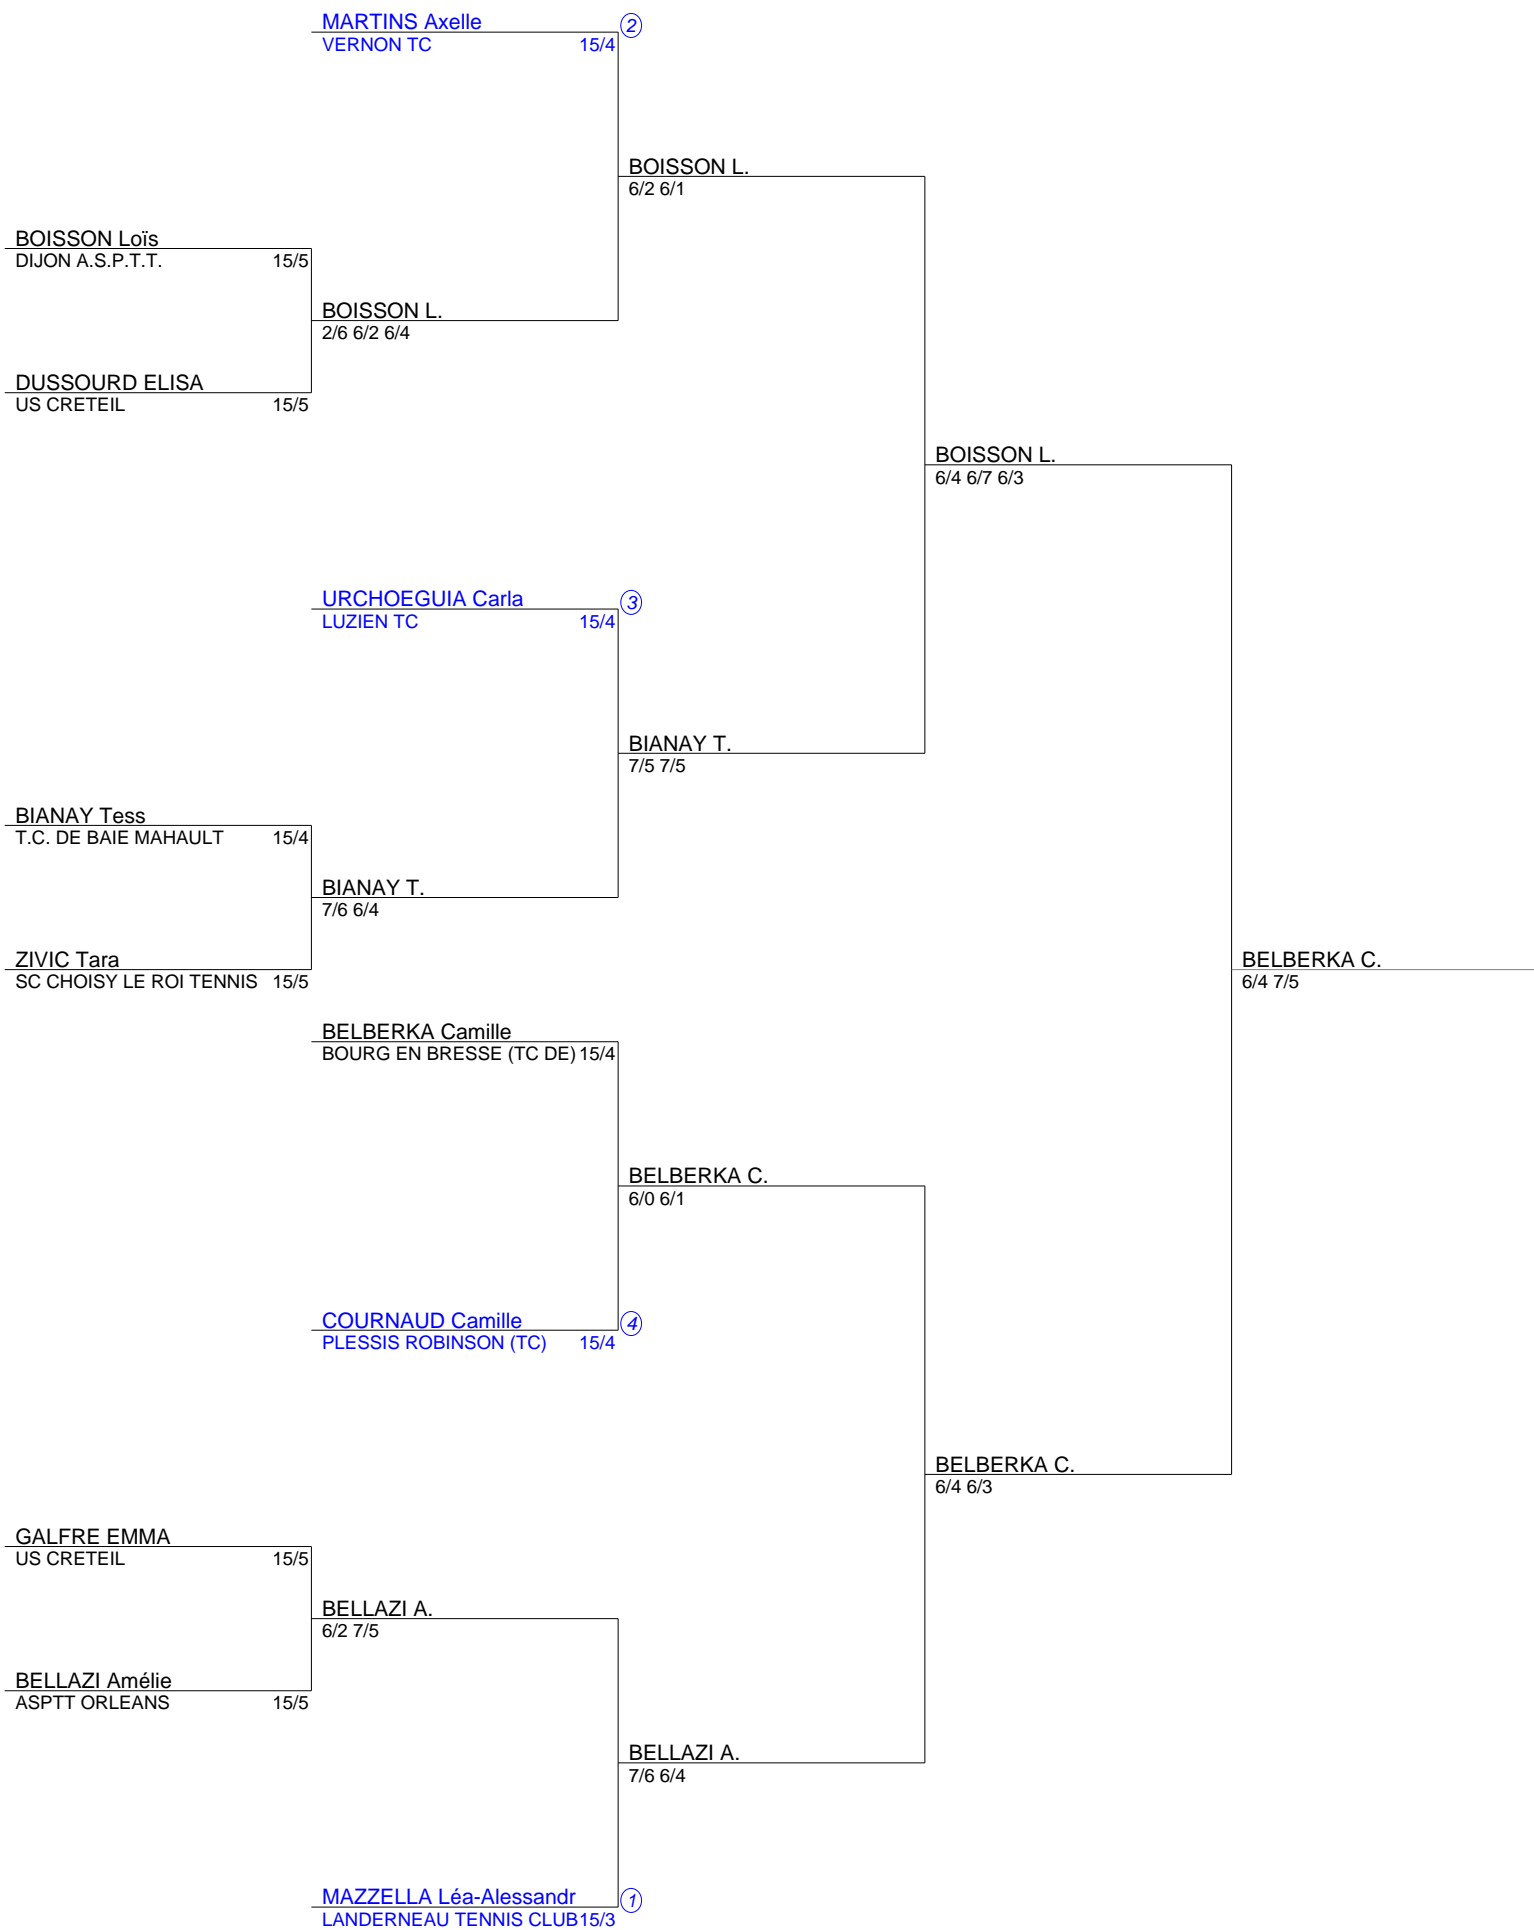 MARTINS Axelle
2
VERNON TC 15/4
BOISSON L.
6/2 6/1
BOISSON Loïs
DIJON A.S.P.T.T. 15/5
BOISSON L.
2/6 6/2 6/4
DUSSOURD ELISA
US CRETEIL 15/5
BOISSON L.
6/4 6/7 6/3
URCHOEGUIA Carla
3
LUZIEN TC 15/4
BIANAY T.
7/5 7/5
BIANAY Tess
T.C. DE BAIE MAHAULT 15/4
BIANAY T.
7/6 6/4
ZIVIC Tara
SC CHOISY LE ROI TENNIS 15/5
BELBERKA C.
6/4 7/5
BELBERKA Camille
BOURG EN BRESSE (TC DE) 15/4
BELBERKA C.
6/0 6/1
COURNAUD Camille
4
PLESSIS ROBINSON (TC) 15/4
BELBERKA C.
6/4 6/3
GALFRE EMMA
US CRETEIL 15/5
BELLAZI A.
6/2 7/5
BELLAZI Amélie
ASPTT ORLEANS 15/5
BELLAZI A.
7/6 6/4
MAZZELLA Léa-Alessandr
1
LANDERNEAU TENNIS CLUB 15/3